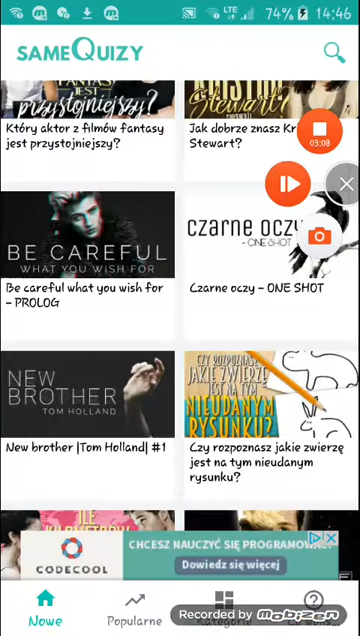 LTE 74% 14:46
SAMEQUIZY
przystojniejszy?
Stewart?
Który aktor z filmów fantasy
jest przystojniejszy?
Jak dobrze znasz Kr
Stewart?
03:08
BE CAREFUL
WHAT YOU WISH FOR
Be careful what you wish for
– PROLOG
czarne oczy
- ONE SHOT
Czarne oczy – ONE SHOT
NEW
BROTHER
TOM HOLLAND
New brother |Tom Holland| #1
CZY ROZPOZNASZ
JAKIE ZWIERZĘ
JEST NA TYM
NIEUDANYM
RYSUNKU?
Czy rozpoznasz jakie zwierzę
jest na tym nieudanym
rysunku?
ILE
CODECOOL
CHCESZ NAUCZYĆ SIĘ PROGRAMOWAĆ?
Dowiedz się więcej
Nowe
Popularne
Recorded by mobizen